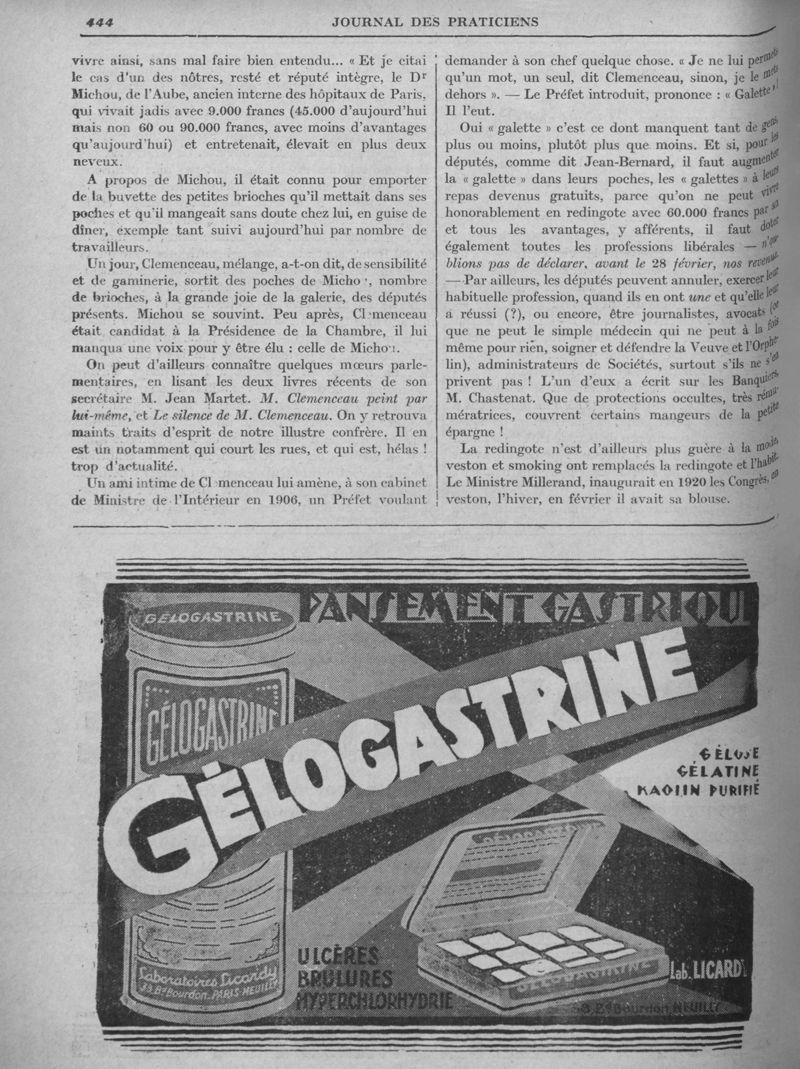 444
JOURNAL DES PRATICIENS
vivre ainsi, sans mal faire bien entendu... « Et je citai
le cas d'un des nôtres, resté et réputé intègre, le Dr
Michou, de l'Aube, ancien interne des hôpitaux de Paris,
qui vivait jadis avec 9.000 francs (45.000 d'aujourd'hui
mais non 60 ou 90.000 francs, avec moins d'avantages
qu'aujourd'hui) et entretenait, élevait en plus deux
neveux.
A propos de Michou, il était connu pour emporter
de la buvette des petites brioches qu'il mettait dans ses
poches et qu'il mangeait sans doute chez lui, en guise de
dîner, exemple tant suivi aujourd'hui par nombre de
travailleurs.
Un jour, Clemenceau, mélange, a-t-on dit, de sensibilité
et de gaminerie, sortit des poches de Micho , nombre
de brioches, à la grande joie de la galerie, des députés
présents. Michou se souvint. Peu après, Cl menceau
était candidat à la Présidence de la Chambre, il lui
manqua une voix pour y être élu : celle de Michou.
On peut d'ailleurs connaître quelques mœurs parle-
mentaires, en lisant les deux livres récents de son
secrétaire M. Jean Martet. M. Clemenceau peint par
lui-même, et Le silence de M. Clemenceau. On y retrouva
maints traits d'esprit de notre illustre confrère. Il en
est un notamment qui court les rues, et qui est, hélas !
trop d'actualité.
Un ami intime de Cl menceau lui amène, à son cabinet
de Ministre de l'Intérieur en 1906, un Préfet voulant
demander à son chef quelque chose. « Je ne lui permets
qu'un mot, un seul, dit Clemenceau, sinon, je le mets
dehors ». — Le Préfet introduit, prononce : « Galette »!
Il l'eut.
Oui « galette » c'est ce dont manquent tant de gens
plus ou moins, plutôt plus que moins. Et si, pour les
députés, comme dit Jean-Bernard, il faut augmenter
la « galette » dans leurs poches, les « galettes » à leurs
repas devenus gratuits, parce qu'on ne peut vivre
honorablement en redingote avec 60.000 francs par an
et tous les avantages, y afférents, il faut doter
également toutes les professions libérales — n'ou-
blions pas de déclarer, avant le 28 février, nos revenus
— Par ailleurs, les députés peuvent annuler, exercer leur
habituelle profession, quand ils en ont une et qu'elle leur
a réussi (?), ou encore, être journalistes, avocats (ce
que ne peut le simple médecin qui ne peut à la fois
même pour rien, soigner et défendre la Veuve et l'Orphe-
lin), administrateurs de Sociétés, surtout s'ils ne s'en
privent pas ! L'un d'eux a écrit sur les Banquiers,
M. Chastenat. Que de protections occultes, très rému-
mératrices, couvrent certains mangeurs de la petite
épargne !
La redingote n'est d'ailleurs plus guère à la mode,
veston et smoking ont remplacés la redingote et l'habit.
Le Ministre Millerand, inaugurait en 1920 les Congrès, en
veston, l'hiver, en février il avait sa blouse.
PANSEMENT GASTRIQU
GÉLOGASTRINE
GÉLOGASTRINE
GÉLOGASTRINE
GÉLOSE
GÉLATINE
KAOLIN PURIFIÉ
GÉLOGASTRINE
ULCÈRES
BRULURES
HYPERCHLORHYDRIE
Laboratoires Licardy
38 Bd Bourdon. PARIS NEUILLY
GÉLOGASTRINE
Lab. LICARDY
38, Bd Bourdon NEUILLY